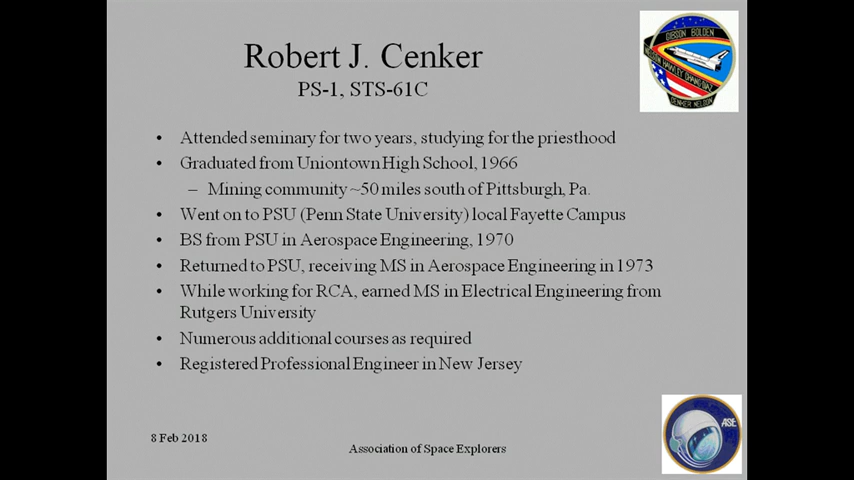 Robert J. Cenker
PS-1, STS-61C
GIBSON BOLDEN
NELSON HAWLEY CHANG-DIAZ
CENKER NELSON
• Attended seminary for two years, studying for the priesthood
• Graduated from Uniontown High School, 1966
– Mining community ~50 miles south of Pittsburgh, Pa.
• Went on to PSU (Penn State University) local Fayette Campus
• BS from PSU in Aerospace Engineering, 1970
• Returned to PSU, receiving MS in Aerospace Engineering in 1973
• While working for RCA, earned MS in Electrical Engineering from
Rutgers University
• Numerous additional courses as required
• Registered Professional Engineer in New Jersey
8 Feb 2018
Association of Space Explorers
ASE